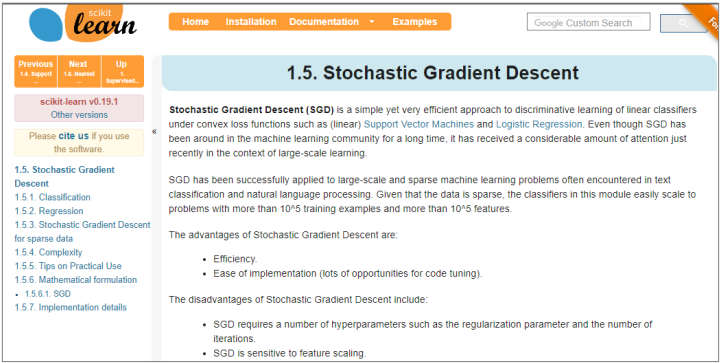 scikit
learn
Home Installation Documentation Examples
Google Custom Search
Previous
1.4. Support
...
Next
1.6. Nearest
...
Up
1.
Supervised...
scikit-learn v0.19.1
Other versions
Please cite us if you use
the software.
1.5. Stochastic Gradient
Descent
1.5.1. Classification
1.5.2. Regression
1.5.3. Stochastic Gradient Descent
for sparse data
1.5.4. Complexity
1.5.5. Tips on Practical Use
1.5.6. Mathematical formulation
• 1.5.6.1. SGD
1.5.7. Implementation details
«
1.5. Stochastic Gradient Descent
Stochastic Gradient Descent (SGD) is a simple yet very efficient approach to discriminative learning of linear classifiers
under convex loss functions such as (linear) Support Vector Machines and Logistic Regression. Even though SGD has
been around in the machine learning community for a long time, it has received a considerable amount of attention just
recently in the context of large-scale learning.
SGD has been successfully applied to large-scale and sparse machine learning problems often encountered in text
classification and natural language processing. Given that the data is sparse, the classifiers in this module easily scale to
problems with more than 10^5 training examples and more than 10^5 features.
The advantages of Stochastic Gradient Descent are:
• Efficiency.
• Ease of implementation (lots of opportunities for code tuning).
The disadvantages of Stochastic Gradient Descent include:
• SGD requires a number of hyperparameters such as the regularization parameter and the number of
iterations.
• SGD is sensitive to feature scaling.